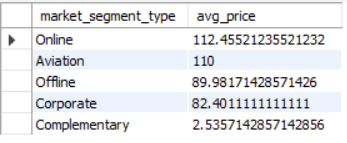 market_segment_type avg_price
Online 112.45521235521232
Aviation 110
Offline 89.98171428571426
Corporate 82.4011111111111
Complementary 2.5357142857142856